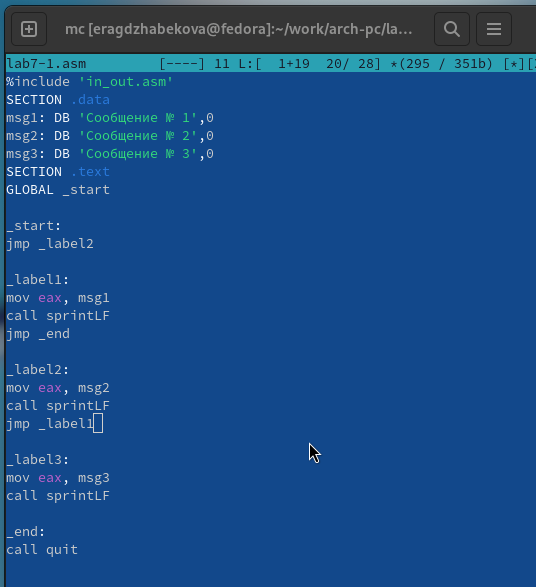 mc [eragdzhabekova@fedora]:~/work/arch-pc/la...
lab7-1.asm [----] 11 L:[ 1+19 20/ 28] *(295 / 351b) [*][
%include 'in_out.asm'
SECTION .data
msg1: DB 'Сообщение № 1',0
msg2: DB 'Сообщение № 2',0
msg3: DB 'Сообщение № 3',0
SECTION .text
GLOBAL _start
_start:
jmp _label2
_label1:
mov eax, msg1
call sprintLF
jmp _end
_label2:
mov eax, msg2
call sprintLF
jmp _label1
_label3:
mov eax, msg3
call sprintLF
_end:
call quit